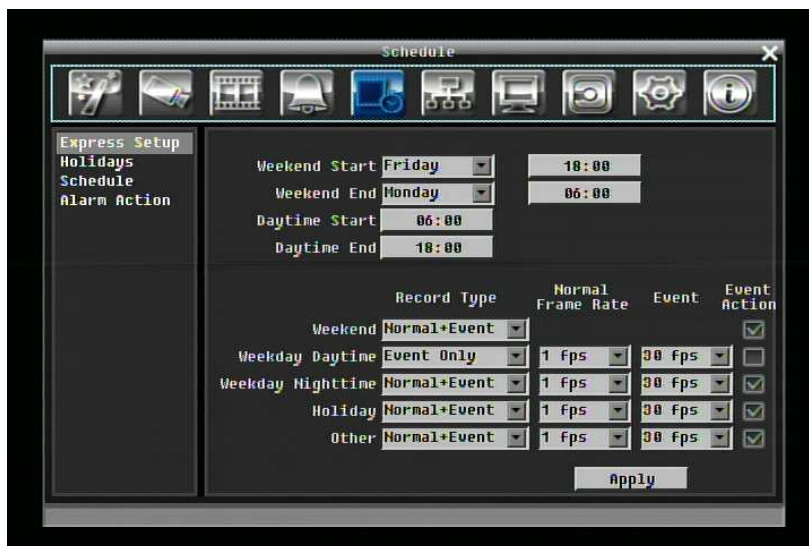 Schedule
Express Setup
Holidays
Schedule
Alarm Action
Weekend Start Friday 18:00
Weekend End Monday 06:00
Daytime Start 06:00
Daytime End 18:00
Record Type Normal Frame Rate Event Event Action
Weekend Normal+Event
Weekday Daytime Event Only 1 fps 30 fps
Weekday Nighttime Normal+Event 1 fps 30 fps
Holiday Normal+Event 1 fps 30 fps
Other Normal+Event 1 fps 30 fps
Apply